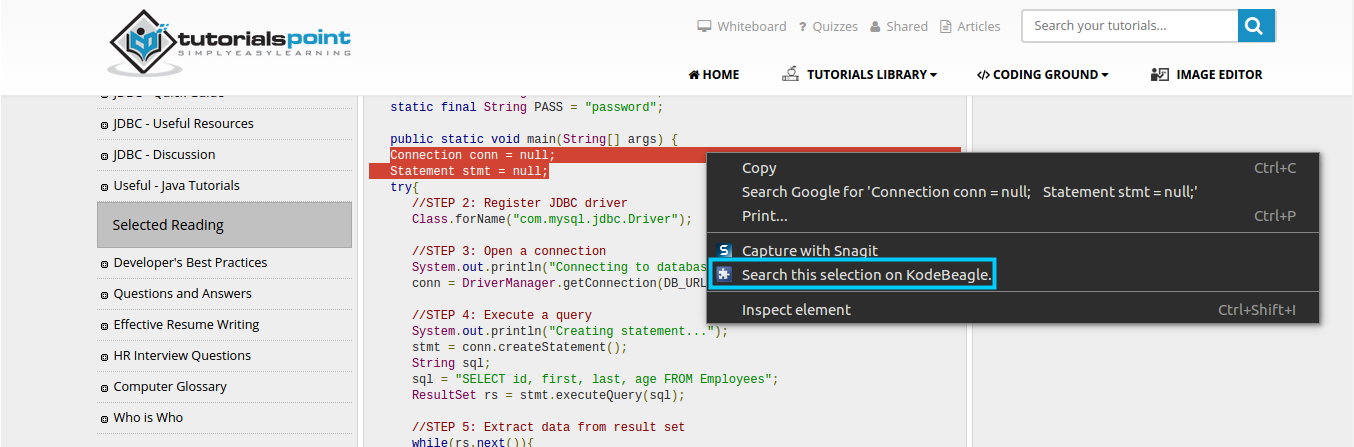 tutorialspoint
SIMPLYEASYLEARNING
Whiteboard ? Quizzes Shared Articles
Search your tutorials...
HOME TUTORIALS LIBRARY </> CODING GROUND IMAGE EDITOR
JDBC - Quick Guide
JDBC - Useful Resources
JDBC - Discussion
Useful - Java Tutorials
Selected Reading
Developer's Best Practices
Questions and Answers
Effective Resume Writing
HR Interview Questions
Computer Glossary
Who is Who
static final String PASS = "password";
public static void main(String[] args) {
Connection conn = null;
Statement stmt = null;
try{
//STEP 2: Register JDBC driver
Class.forName("com.mysql.jdbc.Driver");
//STEP 3: Open a connection
System.out.println("Connecting to databas
conn = DriverManager.getConnection(DB_URL
//STEP 4: Execute a query
System.out.println("Creating statement...");
stmt = conn.createStatement();
String sql;
sql = "SELECT id, first, last, age FROM Employees";
ResultSet rs = stmt.executeQuery(sql);
//STEP 5: Extract data from result set
while(rs.next()){
Copy Ctrl+C
Search Google for 'Connection conn = null; Statement stmt = null;'
Print... Ctrl+P
S Capture with Snagit
Search this selection on KodeBeagle.
Inspect element Ctrl+Shift+I